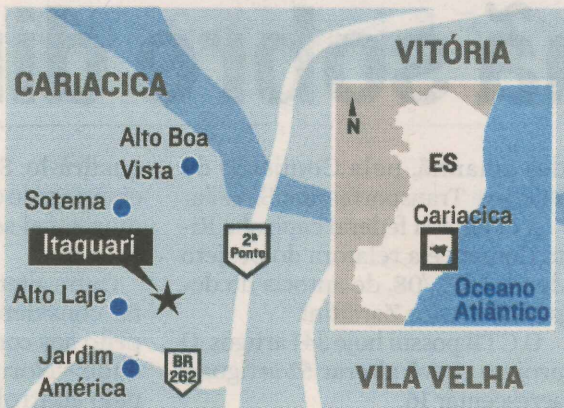 CARIACICA
VITÓRIA
Alto Boa
Vista
Sotema
Itaquari
Alto Laje
Jardim
América
2ª
Ponte
BR
262
N
ES
Cariacica
Oceano
Atlântico
VILA VELHA